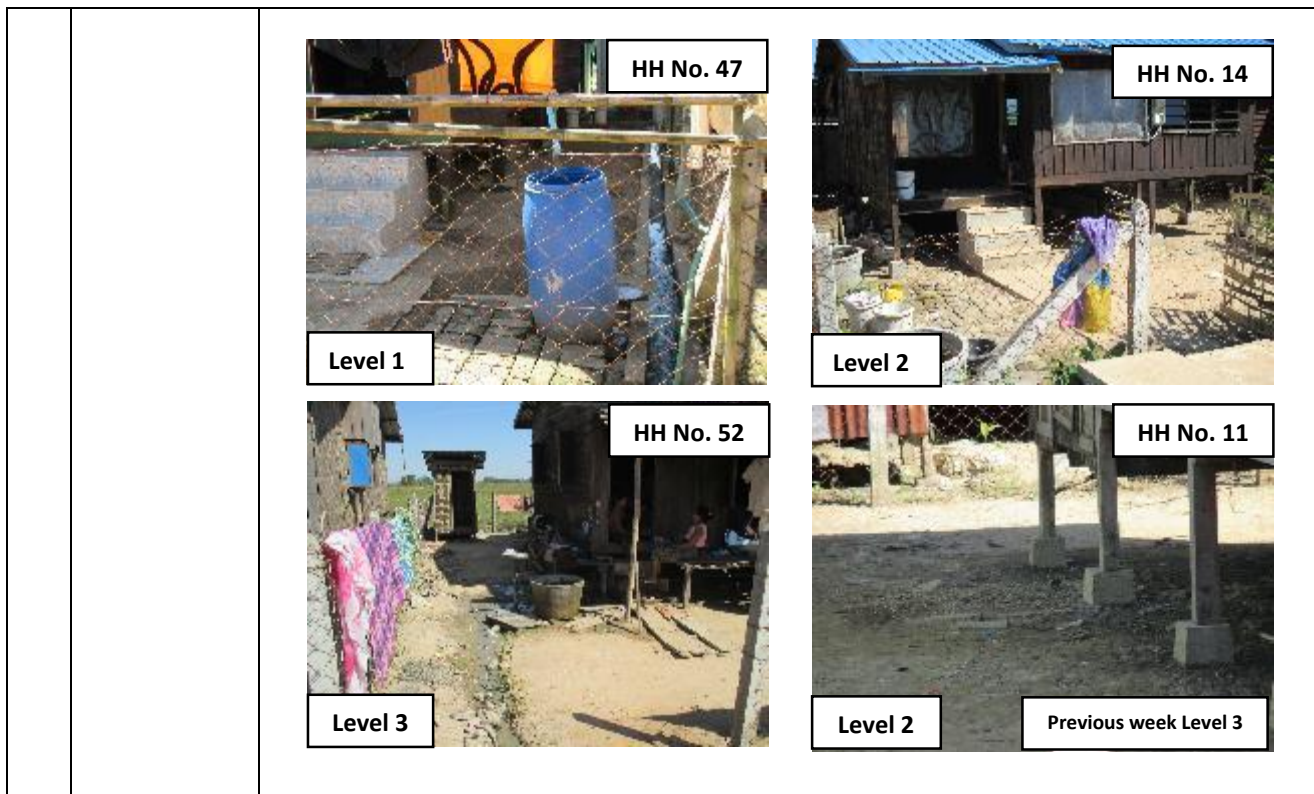 HH No. 47
HH No. 14
Level 1
Level 2
HH No. 52
HH No. 11
Level 3
Level 2
Previous week Level 3